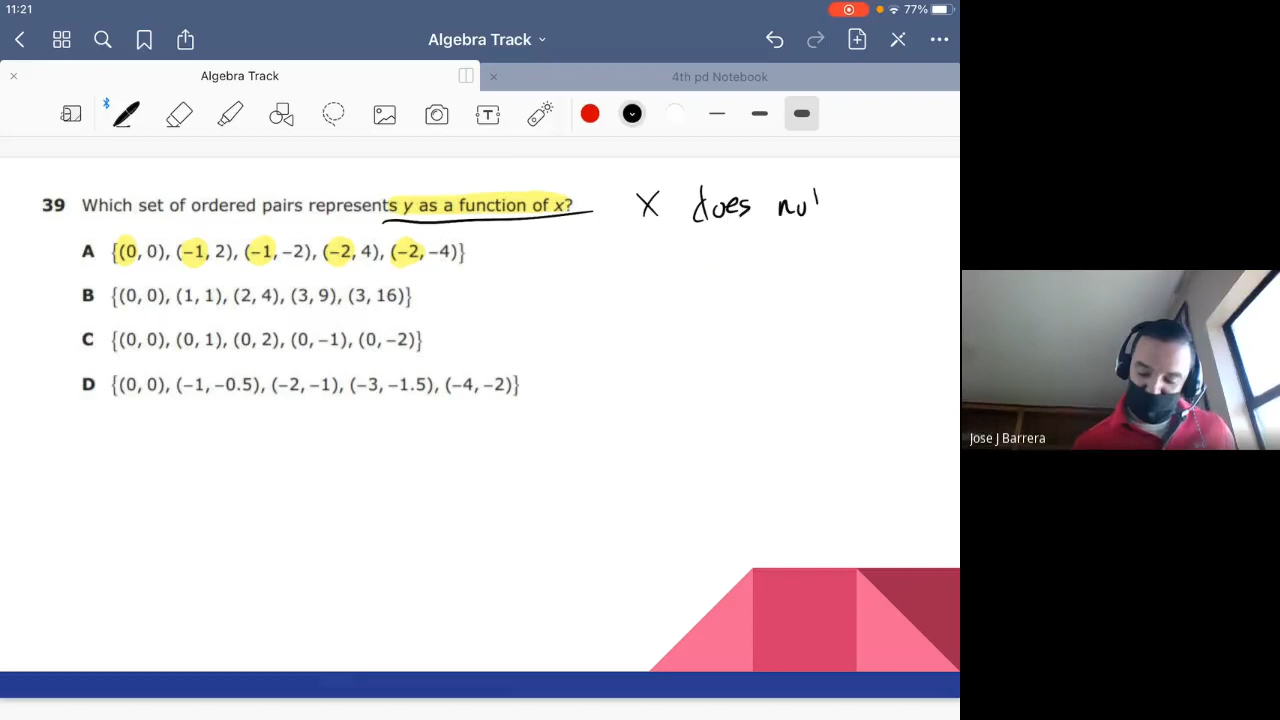 11:21
77%
Algebra Track
Algebra Track
4th pd Notebook
T
39 Which set of ordered pairs represents y as a function of x?
X does not
A {(0, 0), (−1, 2), (−1, −2), (−2, 4), (−2, −4)}
B {(0, 0), (1, 1), (2, 4), (3, 9), (3, 16)}
C {(0, 0), (0, 1), (0, 2), (0, −1), (0, −2)}
D {(0, 0), (−1, −0.5), (−2, −1), (−3, −1.5), (−4, −2)}
Jose J Barrera